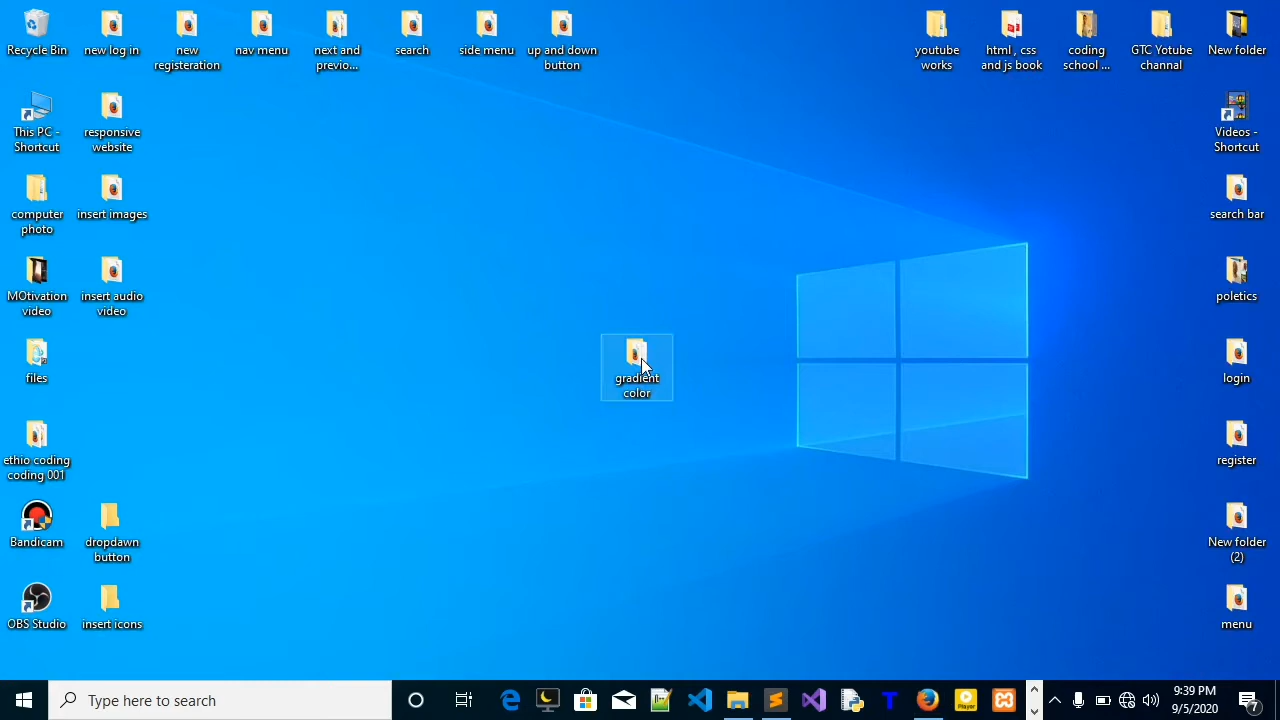 Recycle Bin
new log in
new
registeration
nav menu
next and
previo...
search
side menu
up and down
button
youtube
works
html , css
and js book
coding
school ...
GTC Yotube
channal
New folder
This PC -
Shortcut
responsive
website
Videos -
Shortcut
computer
photo
insert images
search bar
MOtivation
video
insert audio
video
poletics
files
gradient
color
login
ethio coding
coding 001
register
Bandicam
dropdawn
button
New folder
(2)
OBS Studio
insert icons
menu
Type here to search
Player
9:39 PM
9/5/2020
7